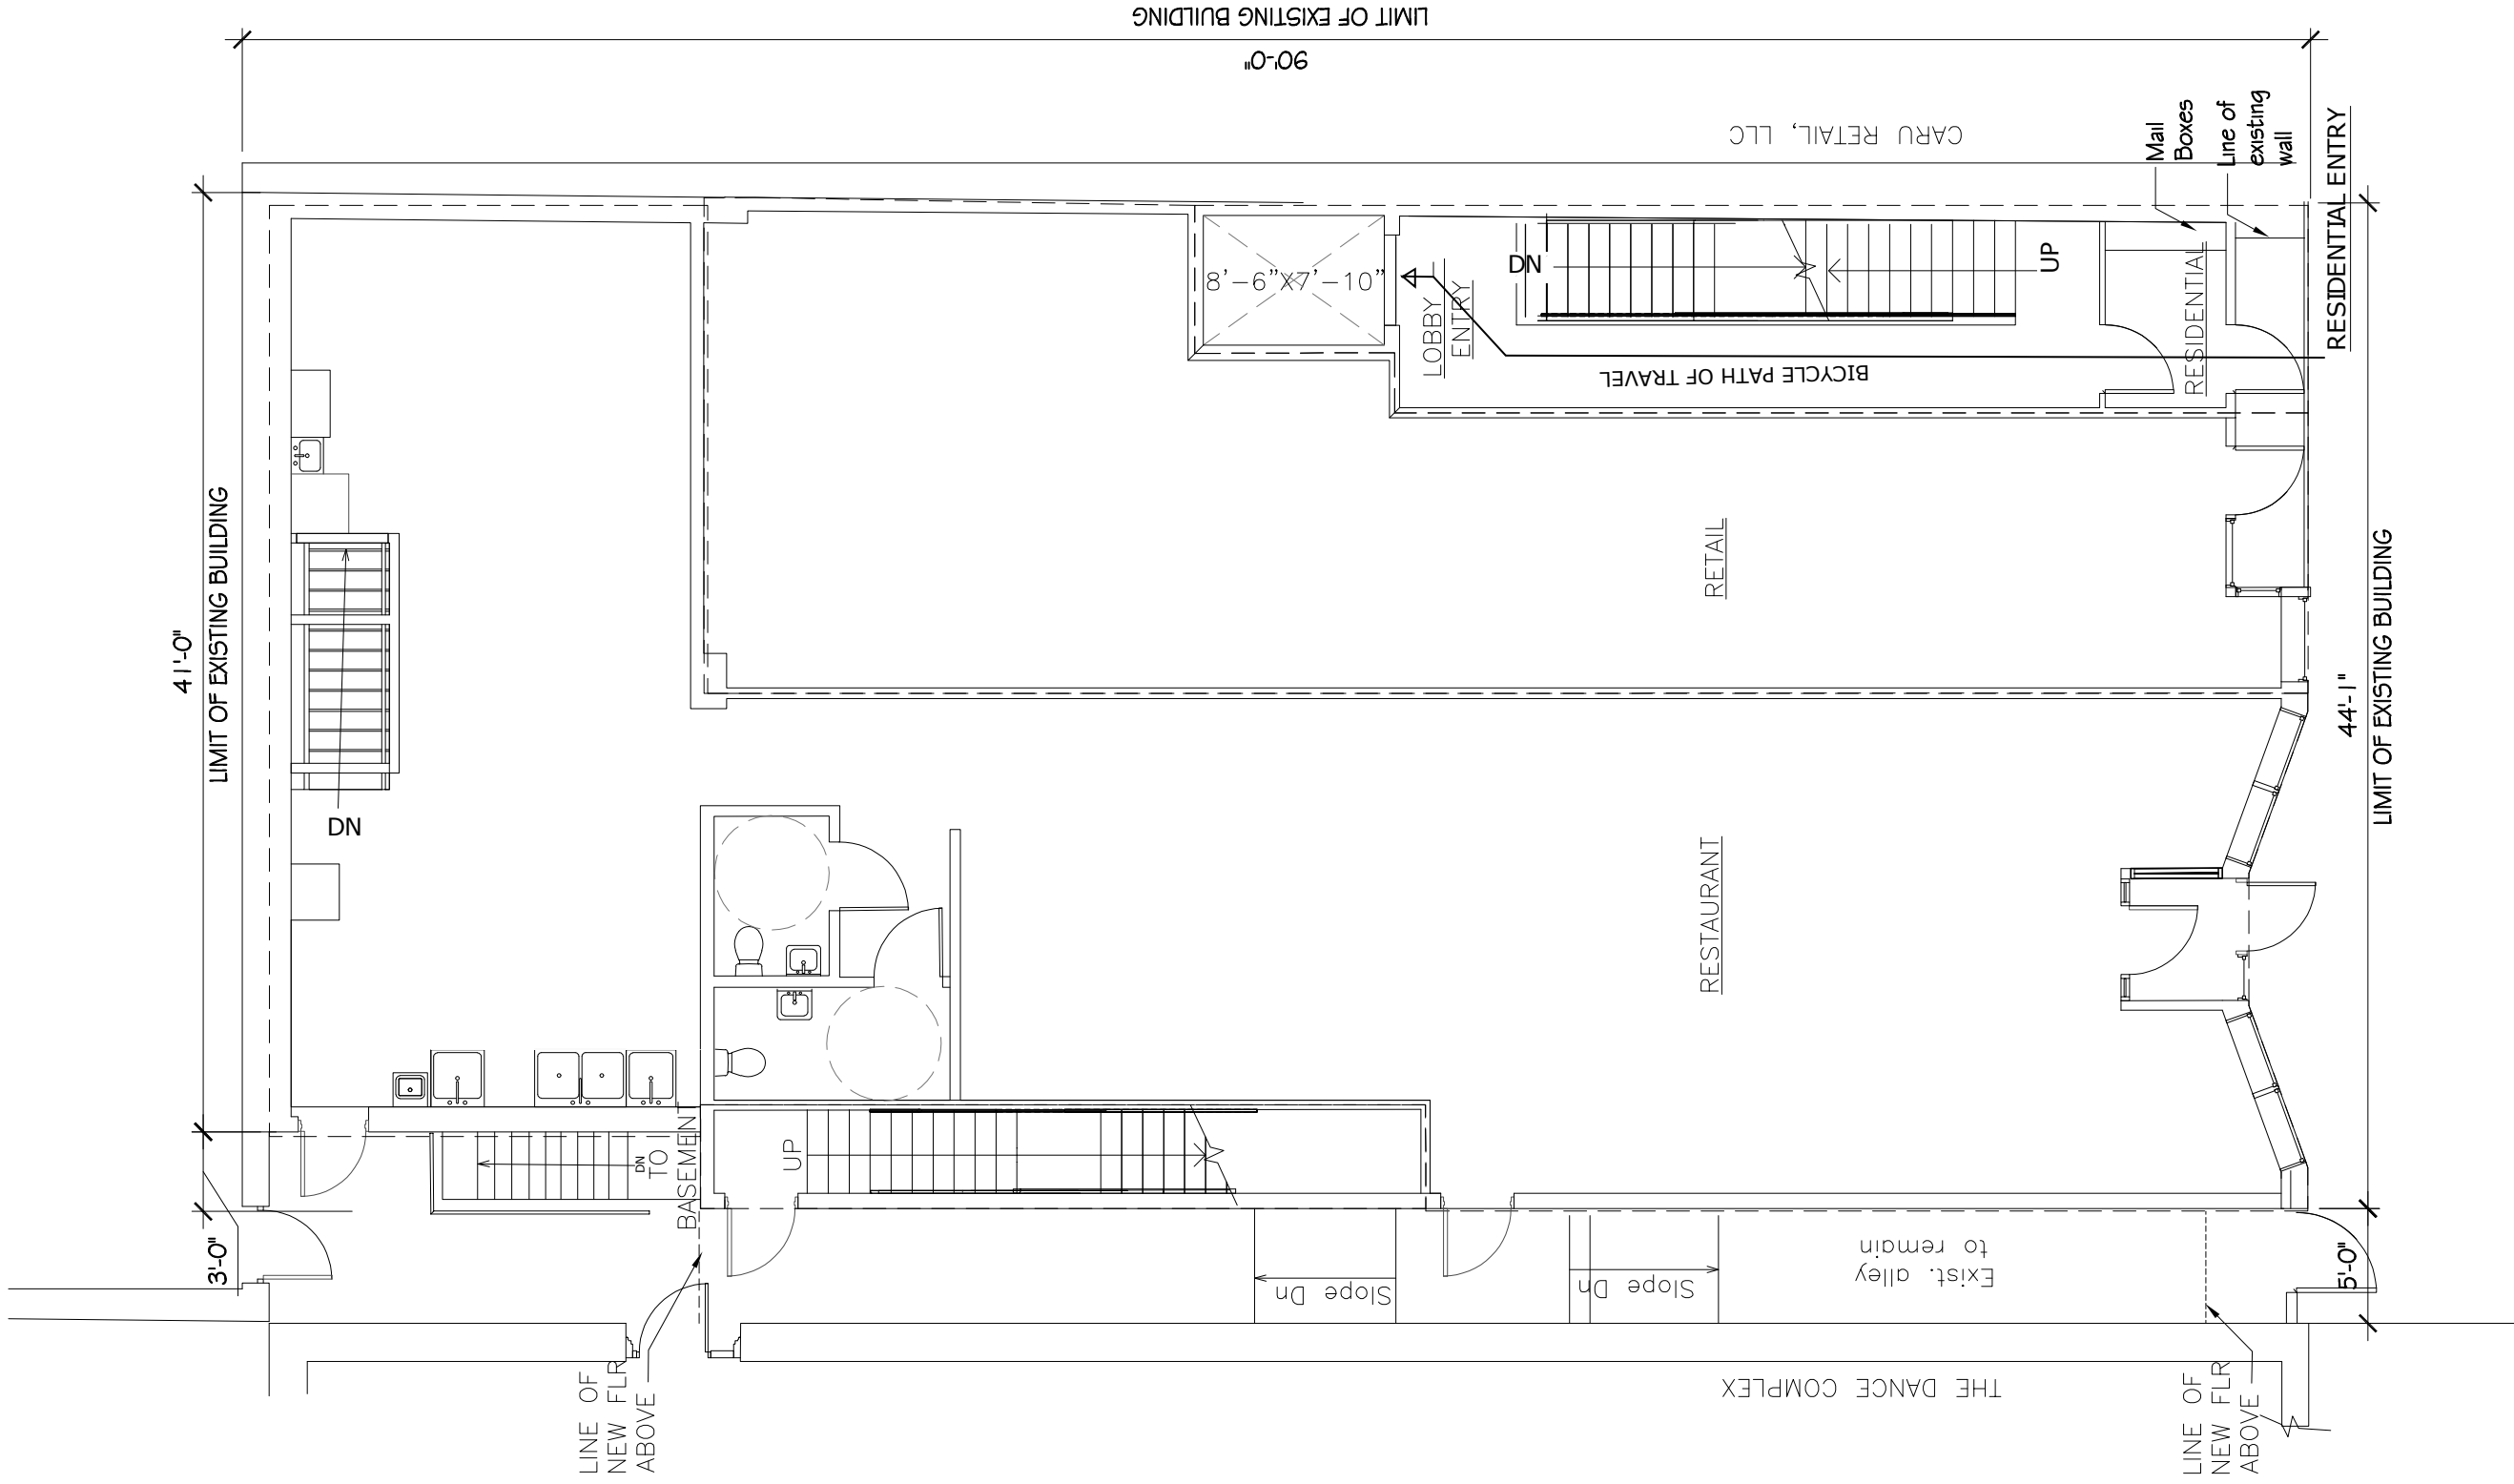 LIMIT OF EXISTING BUILDING
90'-0"
CARU RETAIL, LLC
Mail
Boxes
Line of
existing
wall
RESIDENTIAL ENTRY
41'-0"
LIMIT OF EXISTING BUILDING
8'-6"X7'-10"
LOBBY
ENTRY
DN
UP
RESIDENTIAL
BICYCLE PATH OF TRAVEL
RETAIL
44'-1"
LIMIT OF EXISTING BUILDING
DN
RESTAURANT
DN
TO
BASEMENT
UP
3'-0"
Slope Dn
Slope Dn
Exist. alley
to remain
5'-0"
LINE OF
NEW FLR
ABOVE
THE DANCE COMPLEX
LINE OF
NEW FLR
ABOVE